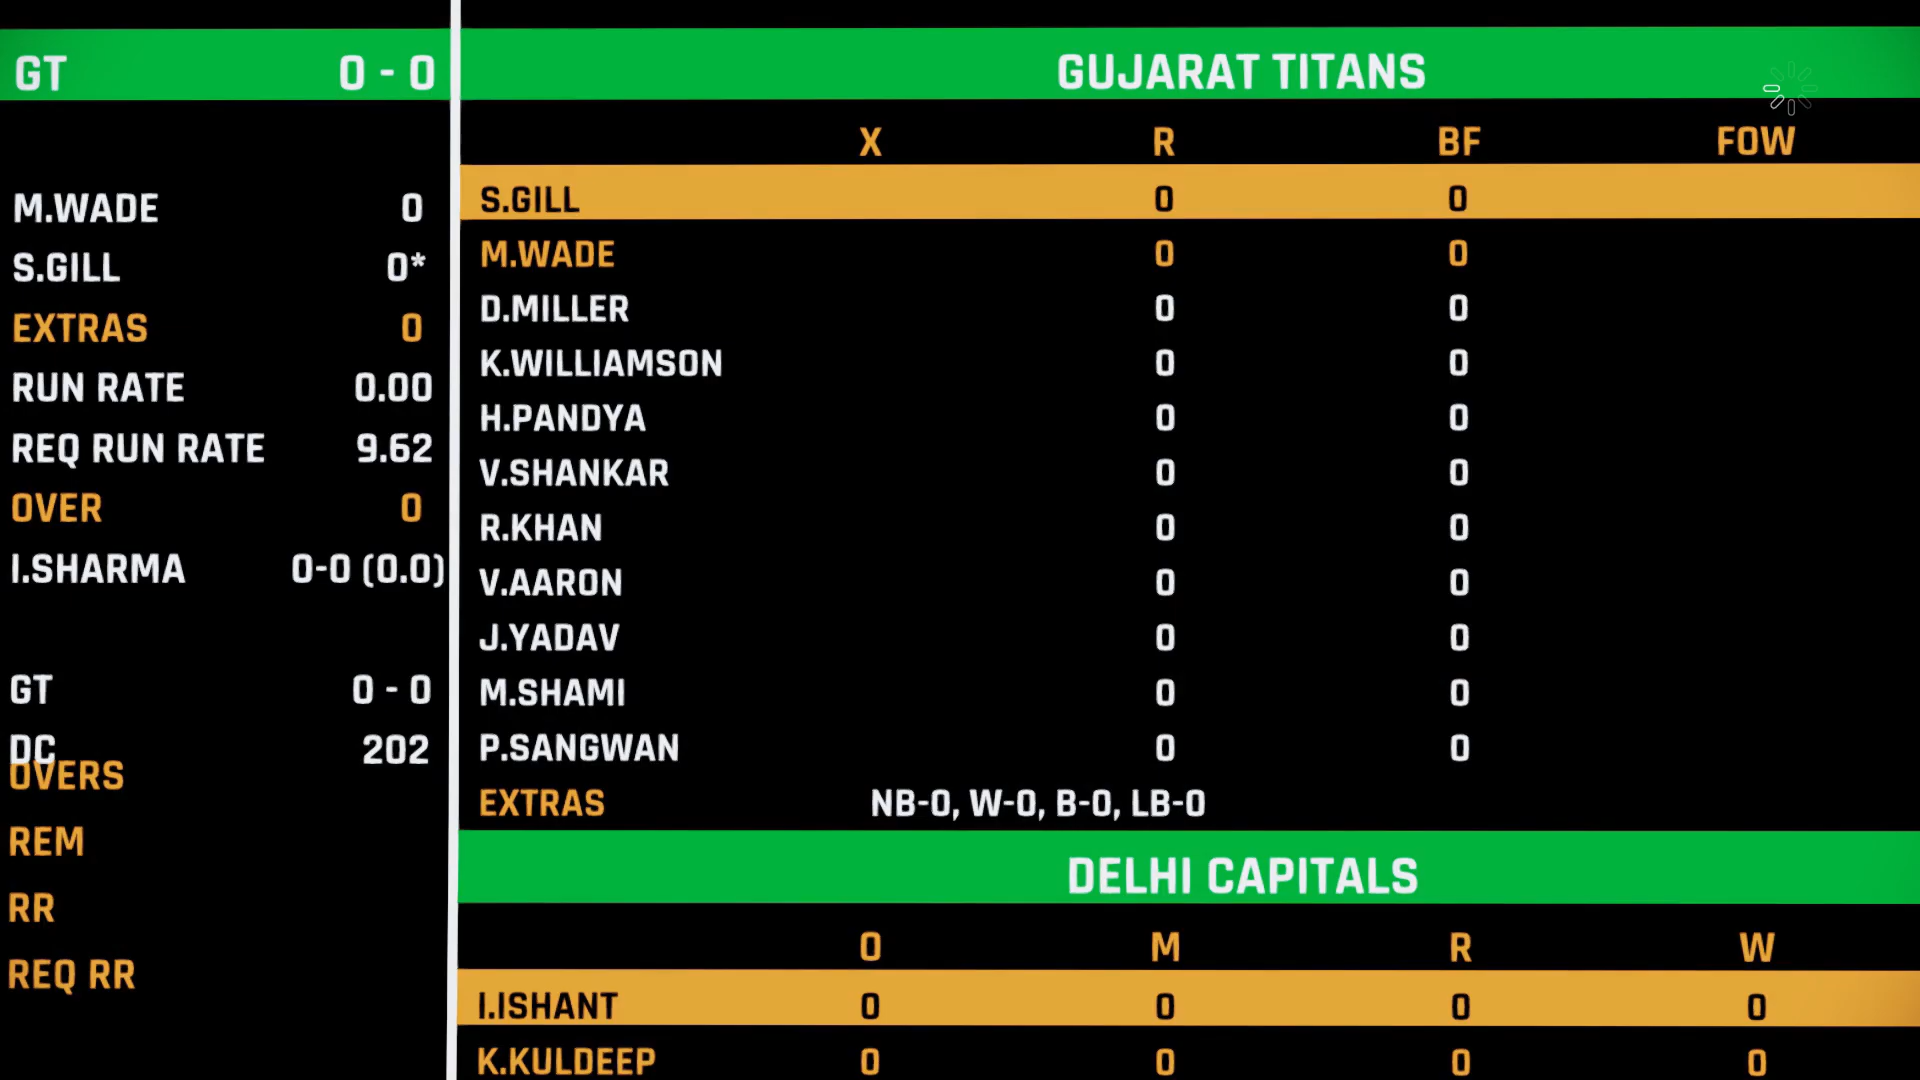 GT 0 - 0
M.WADE 0
S.GILL 0*
EXTRAS 0
RUN RATE 0.00
REQ RUN RATE 9.62
OVER 0
I.SHARMA 0-0 (0.0)
GT 0 - 0
DC 202
OVERS
REM
RR
REQ RR
GUJARAT TITANS
X R BF FOW
S.GILL 0 0
M.WADE 0 0
D.MILLER 0 0
K.WILLIAMSON 0 0
H.PANDYA 0 0
V.SHANKAR 0 0
R.KHAN 0 0
V.AARON 0 0
J.YADAV 0 0
M.SHAMI 0 0
P.SANGWAN 0 0
EXTRAS NB-0, W-0, B-0, LB-0
DELHI CAPITALS
O M R W
I.ISHANT 0 0 0 0
K.KULDEEP 0 0 0 0